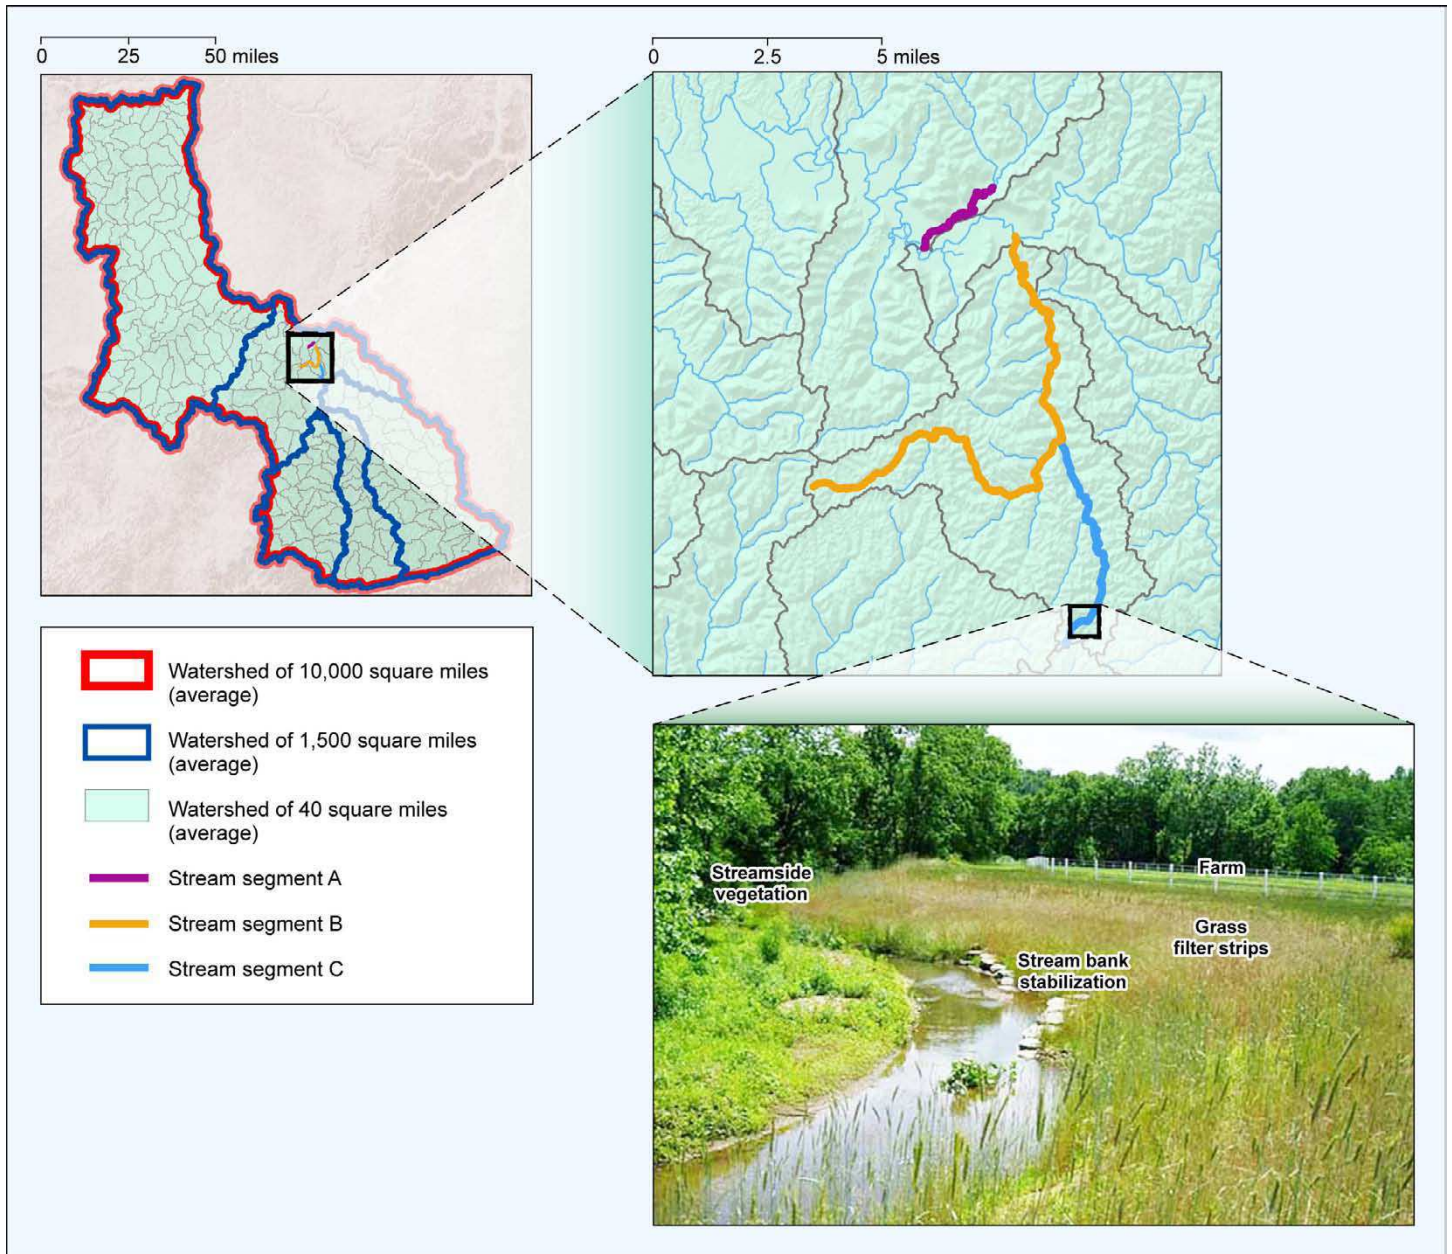 0 25 50 miles
0 2.5 5 miles
Watershed of 10,000 square miles
(average)
Watershed of 1,500 square miles
(average)
Watershed of 40 square miles
(average)
Stream segment A
Stream segment B
Stream segment C
Streamside
vegetation
Farm
Grass
filter strips
Stream bank
stabilization